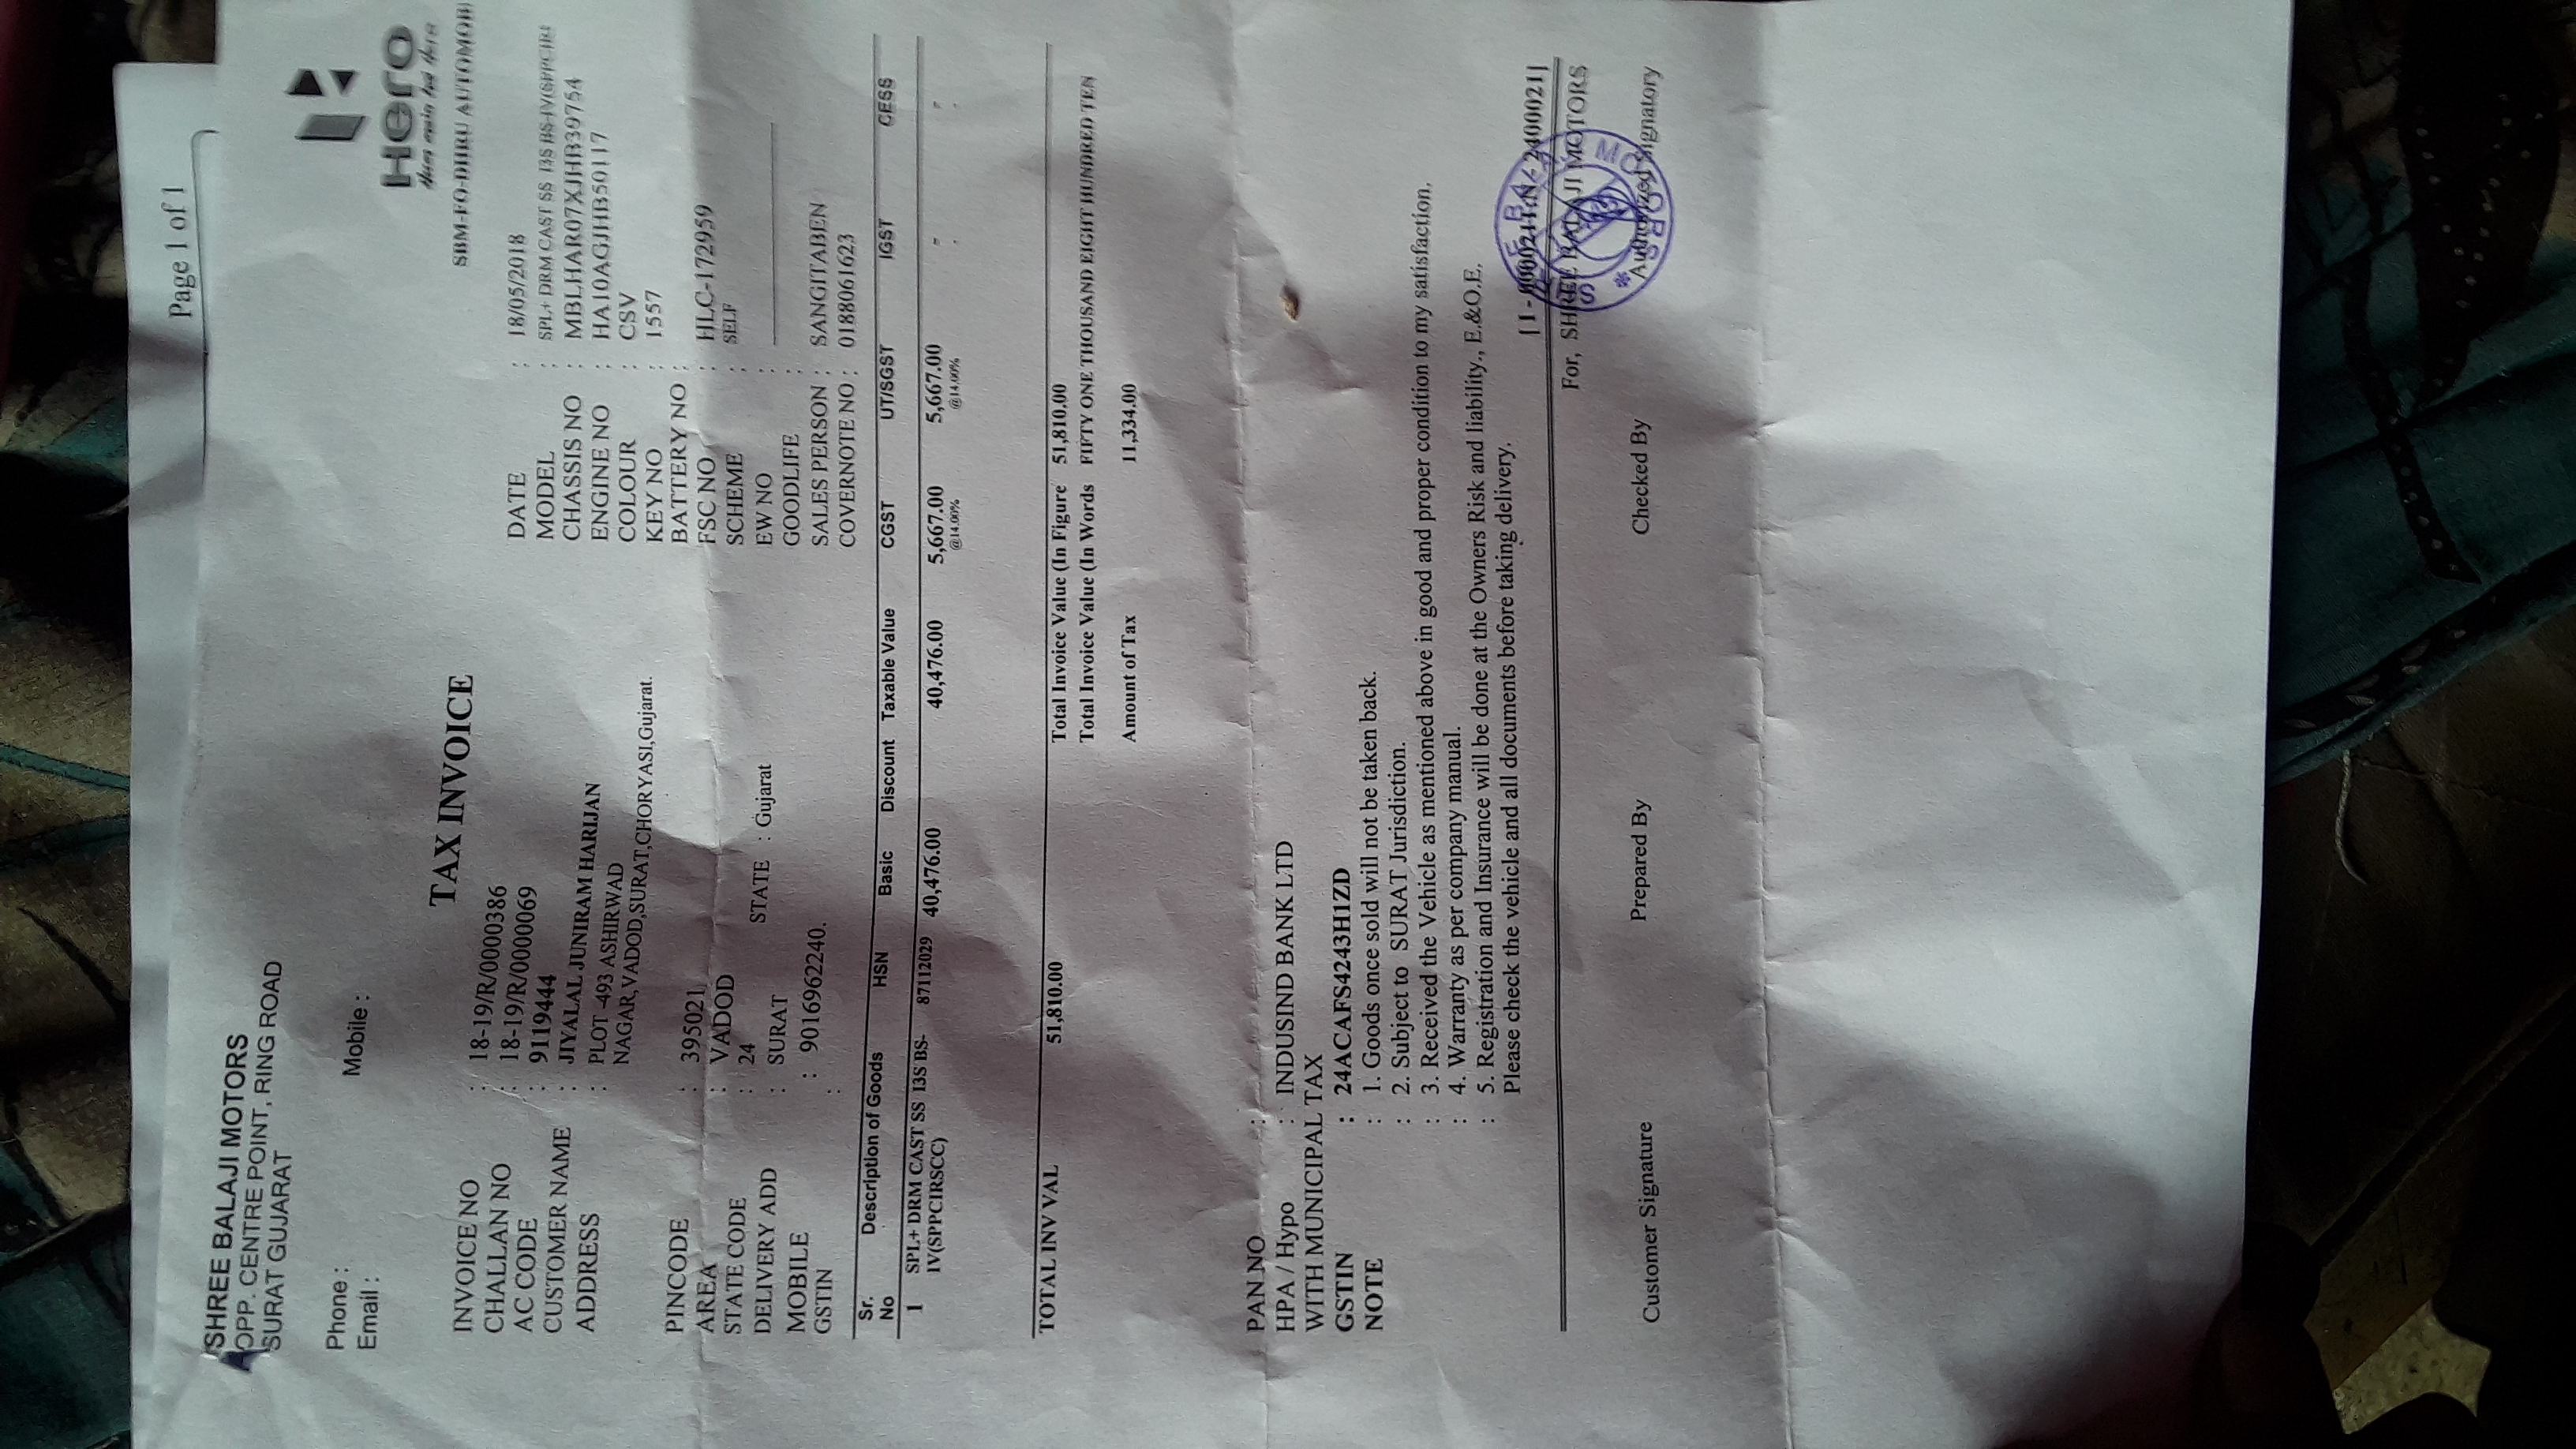 Page 1 of 1
SHREE BALAJI MOTORS
OPP. CENTRE POINT, RING ROAD
SURAT GUJARAT
Phone :
Mobile :
Email :
Hero
Hum mein hai Hero
TAX INVOICE
SBM-FO-DHRU AUTOMOBI
INVOICE NO : 18-19/R/0000386
CHALLAN NO : 18-19/R/0000069
AC CODE : 9119444
CUSTOMER NAME : JIYALAL JUNIRAM HARIJAN
ADDRESS : PLOT -493 ASHIRWAD
NAGAR,VADOD,SURAT,CHORYASI,Gujarat.
PINCODE : 395021
AREA : VADOD
STATE CODE : 24 STATE : Gujarat
DELIVERY ADD : SURAT
MOBILE : 9016962240.
GSTIN :
DATE : 18/05/2018
MODEL : SPL+ DRM CAST SS I3S BS-IV(SPPCIRS
CHASSIS NO : MBLHAR07XJHB39754
ENGINE NO : HA10AGJHB50117
COLOUR : CSV
KEY NO : 1557
BATTERY NO :
FSC NO : HLC-172959
SCHEME : SELF
EW NO :
GOODLIFE :
SALES PERSON : SANGITABEN
COVERNOTE NO : 0188061623
Sr. No Description of Goods HSN Basic Discount Taxable Value CGST UT/SGST IGST CESS
1 SPL+ DRM CAST SS I3S BS- 87112029 40,476.00 40,476.00 5,667.00 5,667.00 - -
IV(SPPCIRSCC) @14.00% @14.00% - -
TOTAL INV VAL 51,810.00 Total Invoice Value (In Figure 51,810.00
Total Invoice Value (In Words FIFTY ONE THOUSAND EIGHT HUNDRED TEN
Amount of Tax 11,334.00
PAN NO :
HPA / Hypo : INDUSIND BANK LTD
WITH MUNICIPAL TAX
GSTIN : 24ACAFS4243H1ZD
NOTE : 1. Goods once sold will not be taken back.
: 2. Subject to SURAT Jurisdiction.
: 3. Received the Vehicle as mentioned above in good and proper condition to my satisfaction.
: 4. Warranty as per company manual.
: 5. Registration and Insurance will be done at the Owners Risk and liability., E.&O.E.
Please check the vehicle and all documents before taking delivery.
[ I - 0000211:N - 2400021]
For, SHREE BALAJI MOTORS
Customer Signature Prepared By Checked By Authorized Signatory
SHREE BALAJI MOTORS *